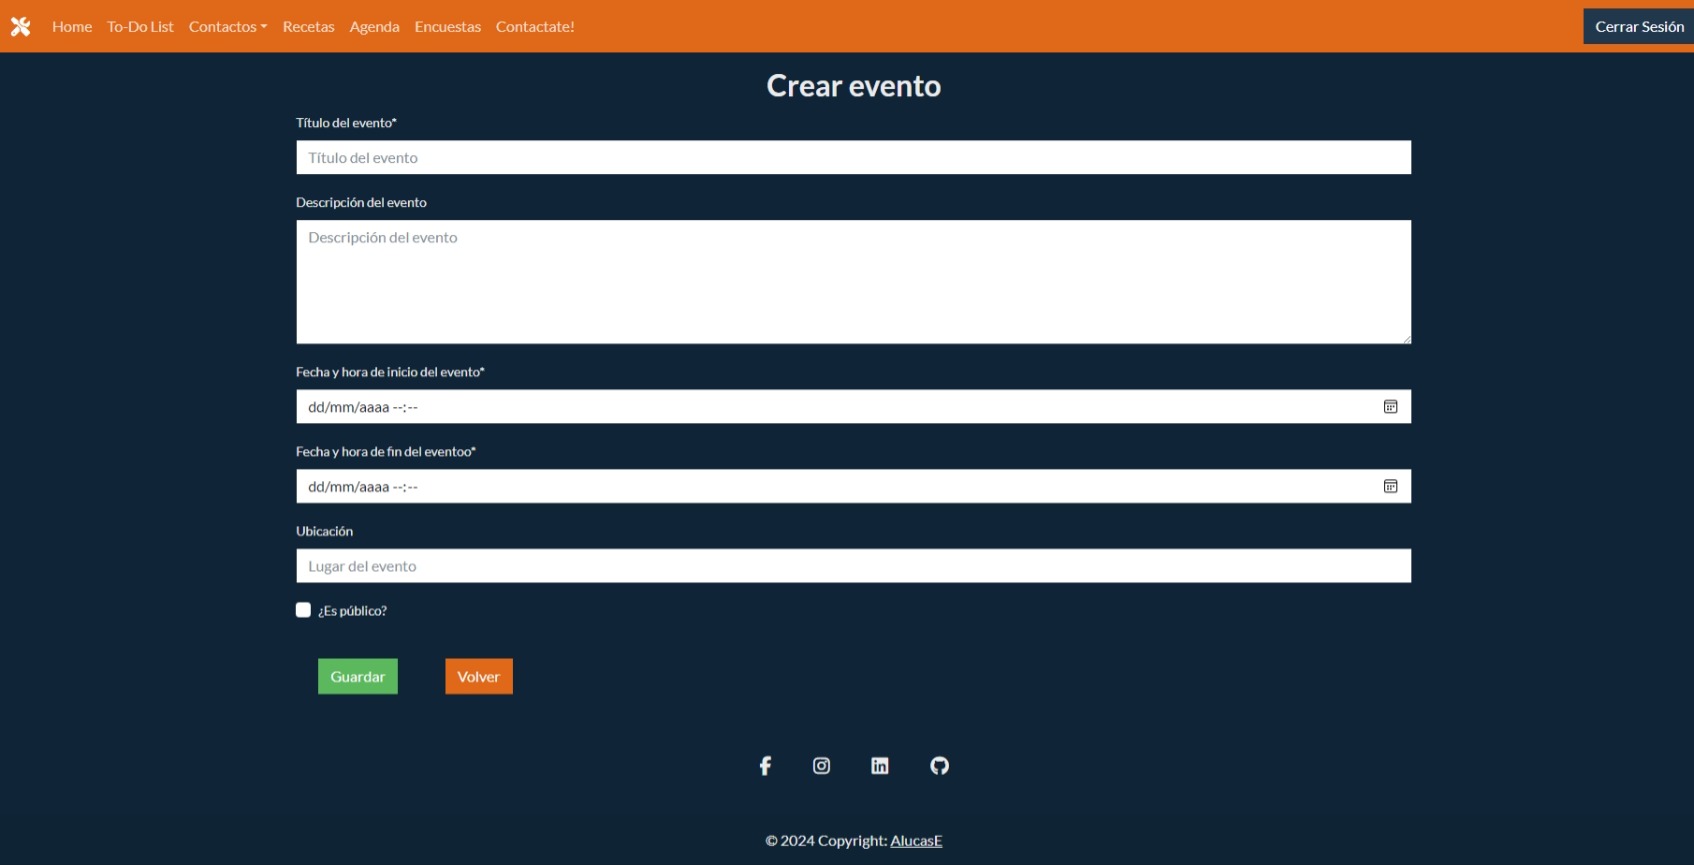 Home To-Do List Contactos Recetas Agenda Encuestas Contactate! Cerrar Sesión
Crear evento
Título del evento*
Título del evento
Descripción del evento
Descripción del evento
Fecha y hora de inicio del evento*
dd/mm/aaaa --:--
Fecha y hora de fin del eventoo*
dd/mm/aaaa --:--
Ubicación
Lugar del evento
¿Es público?
Guardar Volver
© 2024 Copyright: AlucasE